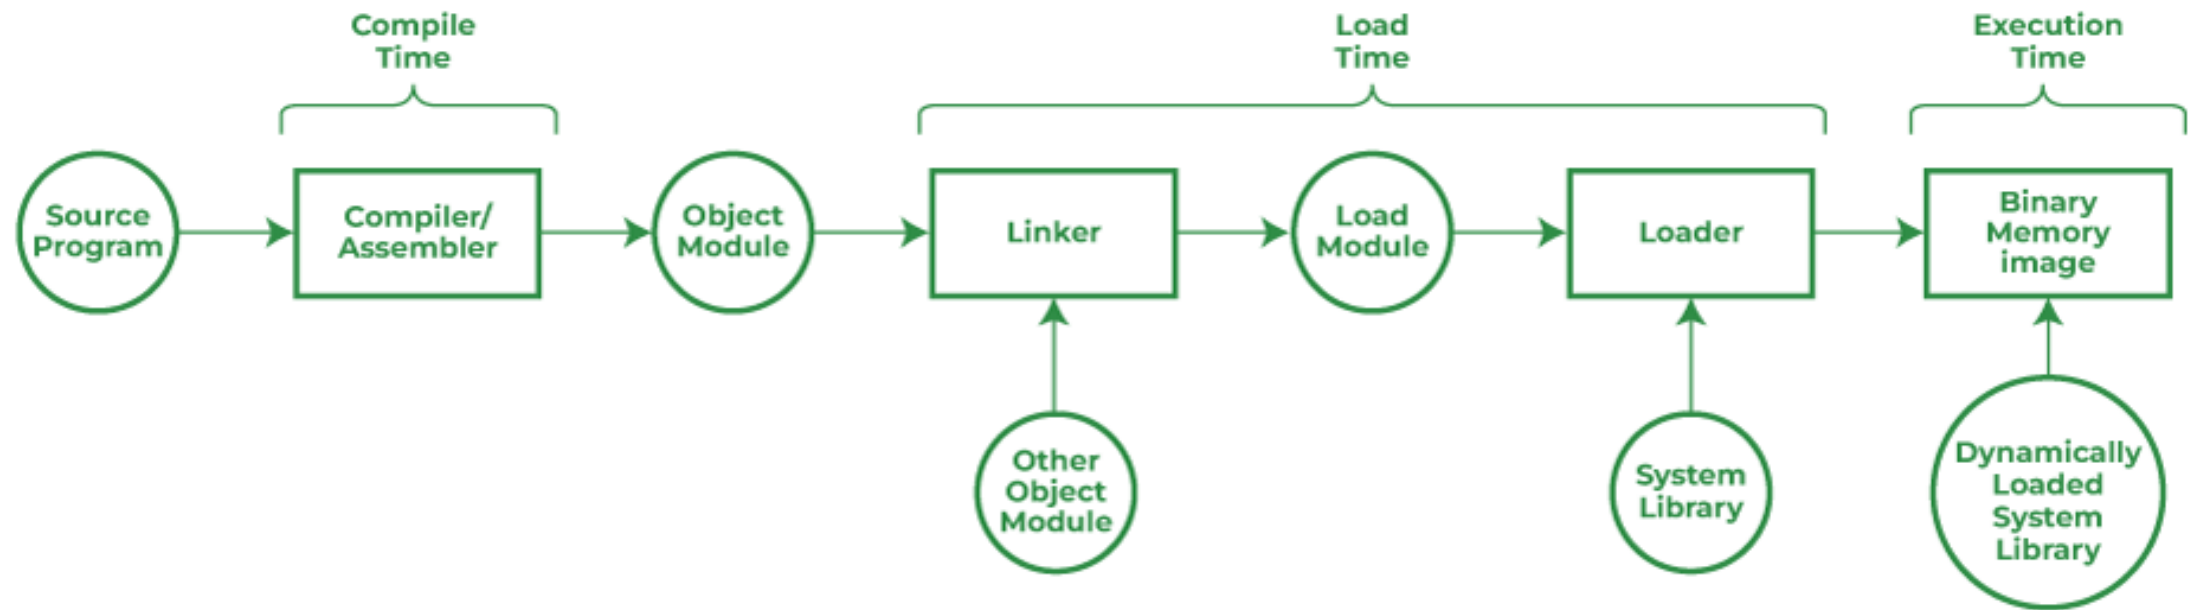 Compile
Time
Load
Time
Execution
Time
Source
Program
Compiler/
Assembler
Object
Module
Linker
Load
Module
Loader
Binary
Memory
image
Other
Object
Module
System
Library
Dynamically
Loaded
System
Library